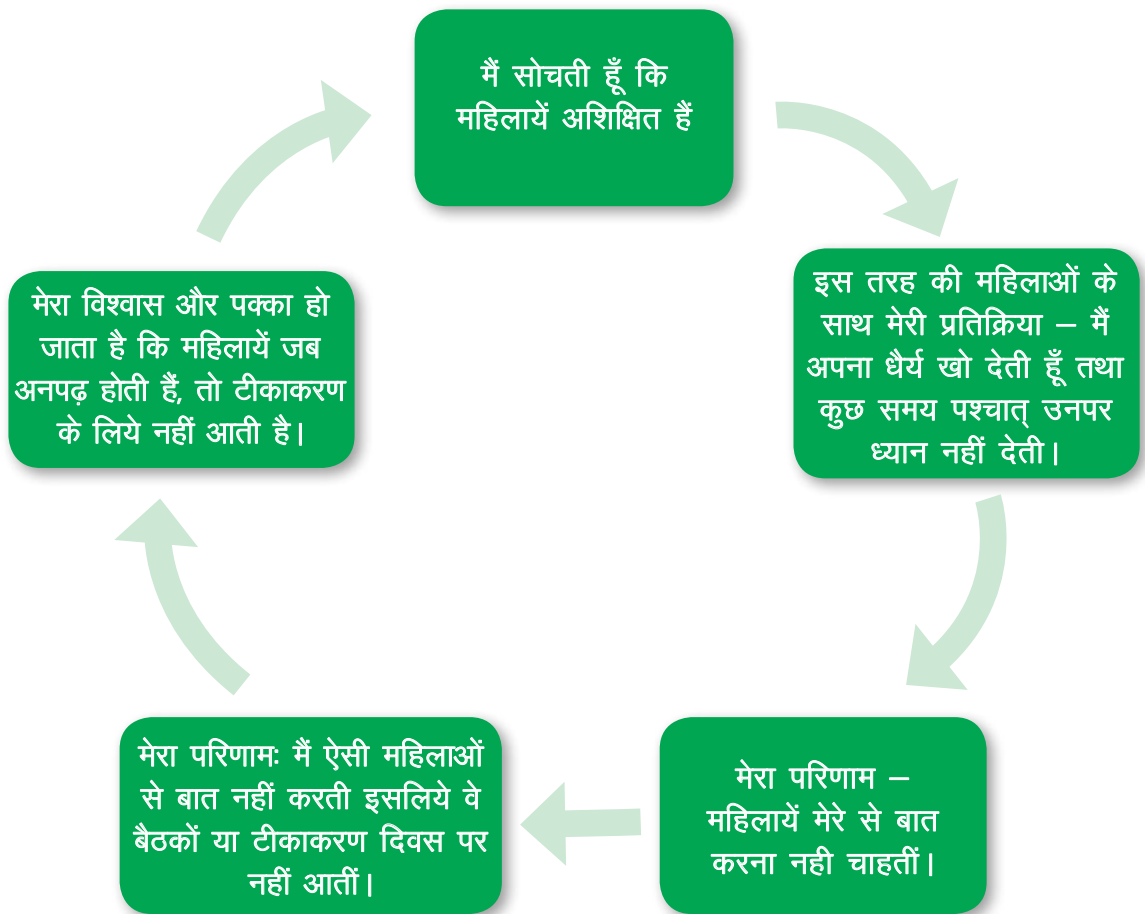 मैं सोचती हूँ कि
महिलायें अशिक्षित हैं
इस तरह की महिलाओं के
साथ मेरी प्रतिक्रिया – मैं
अपना धैर्य खो देती हूँ तथा
कुछ समय पश्चात् उनपर
ध्यान नहीं देती।
मेरा परिणाम –
महिलायें मेरे से बात
करना नही चाहतीं।
मेरा परिणामः मैं ऐसी महिलाओं
से बात नहीं करती इसलिये वे
बैठकों या टीकाकरण दिवस पर
नहीं आतीं।
मेरा विश्वास और पक्का हो
जाता है कि महिलायें जब
अनपढ़ होती हैं, तो टीकाकरण
के लिये नहीं आती है।